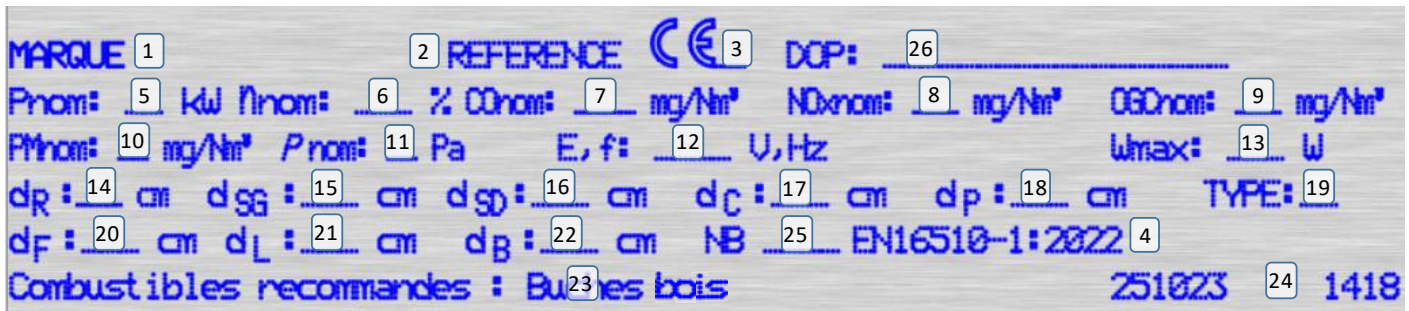 MARQUE 1 2 REFERENCE CE 3 DOP: 26
Pnom: 5 kW ηnom: 6 % COnom: 7 mg/Nm³ NOxnom: 8 mg/Nm³ OGCnom: 9 mg/Nm³
PMnom: 10 mg/Nm³ Pnom: 11 Pa E,f: 12 V,Hz Wmax: 13 W
dR: 14 cm dSG: 15 cm dSD: 16 cm dC: 17 cm dP: 18 cm TYPE: 19
dF: 20 cm dL: 21 cm dB: 22 cm NB 25 EN16510-1:2022 4
Combustibles recommandes : Buches bois 23 251023 24 1418